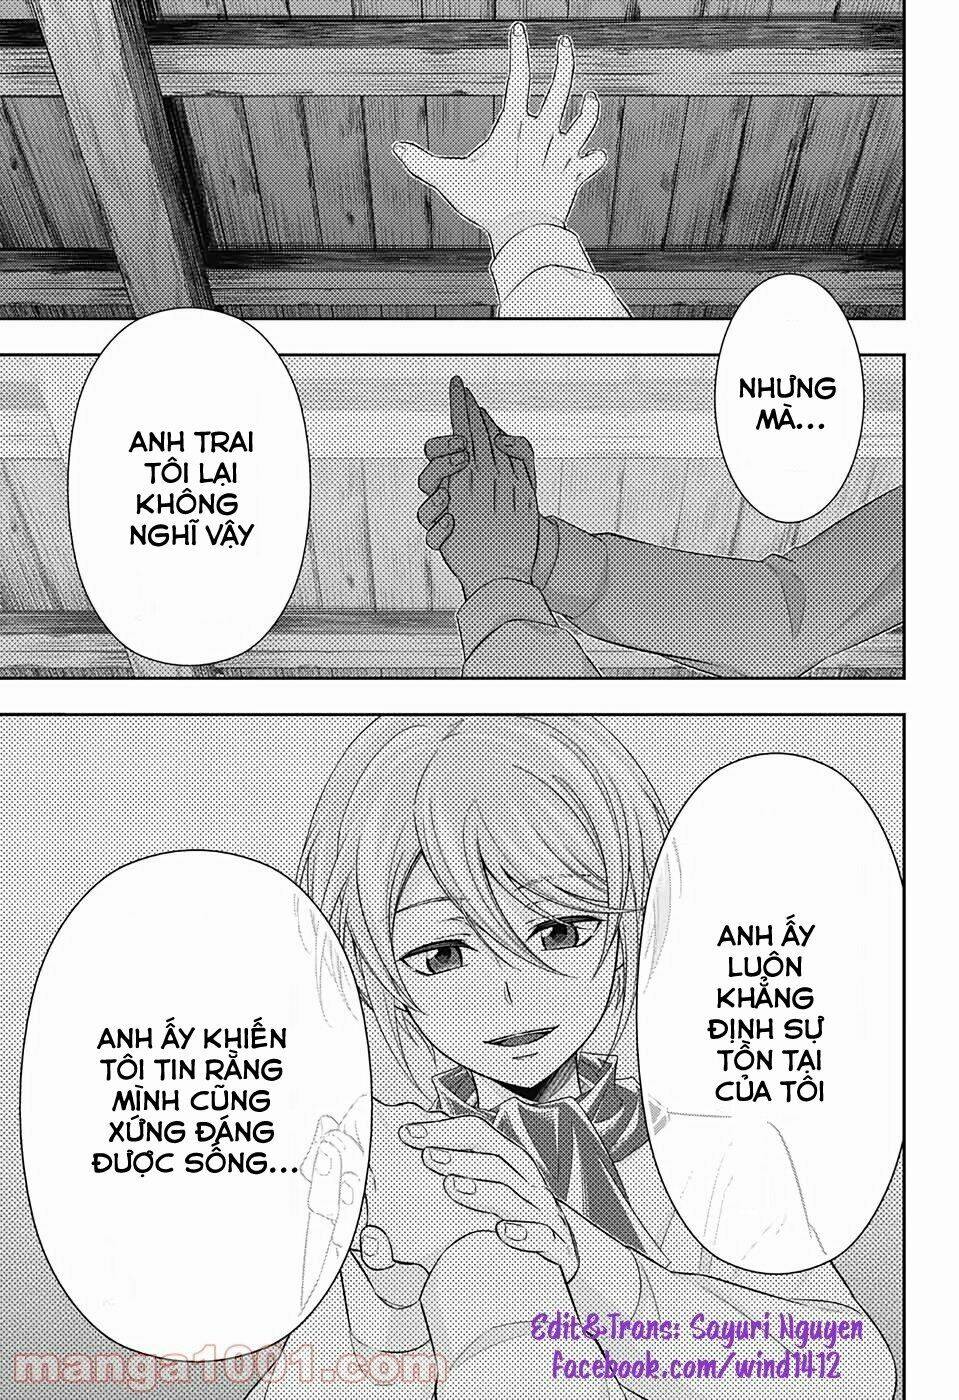 NHƯNG
MÀ...
ANH TRAI
TÔI LẠI
KHÔNG
NGHĨ VẬY
ANH ẤY
LUÔN
KHẲNG
ĐỊNH SỰ
TỒN TẠI
CỦA TÔI
ANH ẤY KHIẾN
TÔI TIN RẰNG
MÌNH CŨNG
XỨNG ĐÁNG
ĐƯỢC SỐNG...
Edit&Trans: Sayuri Nguyen
Facebook.com/wind1412
manga1001.com